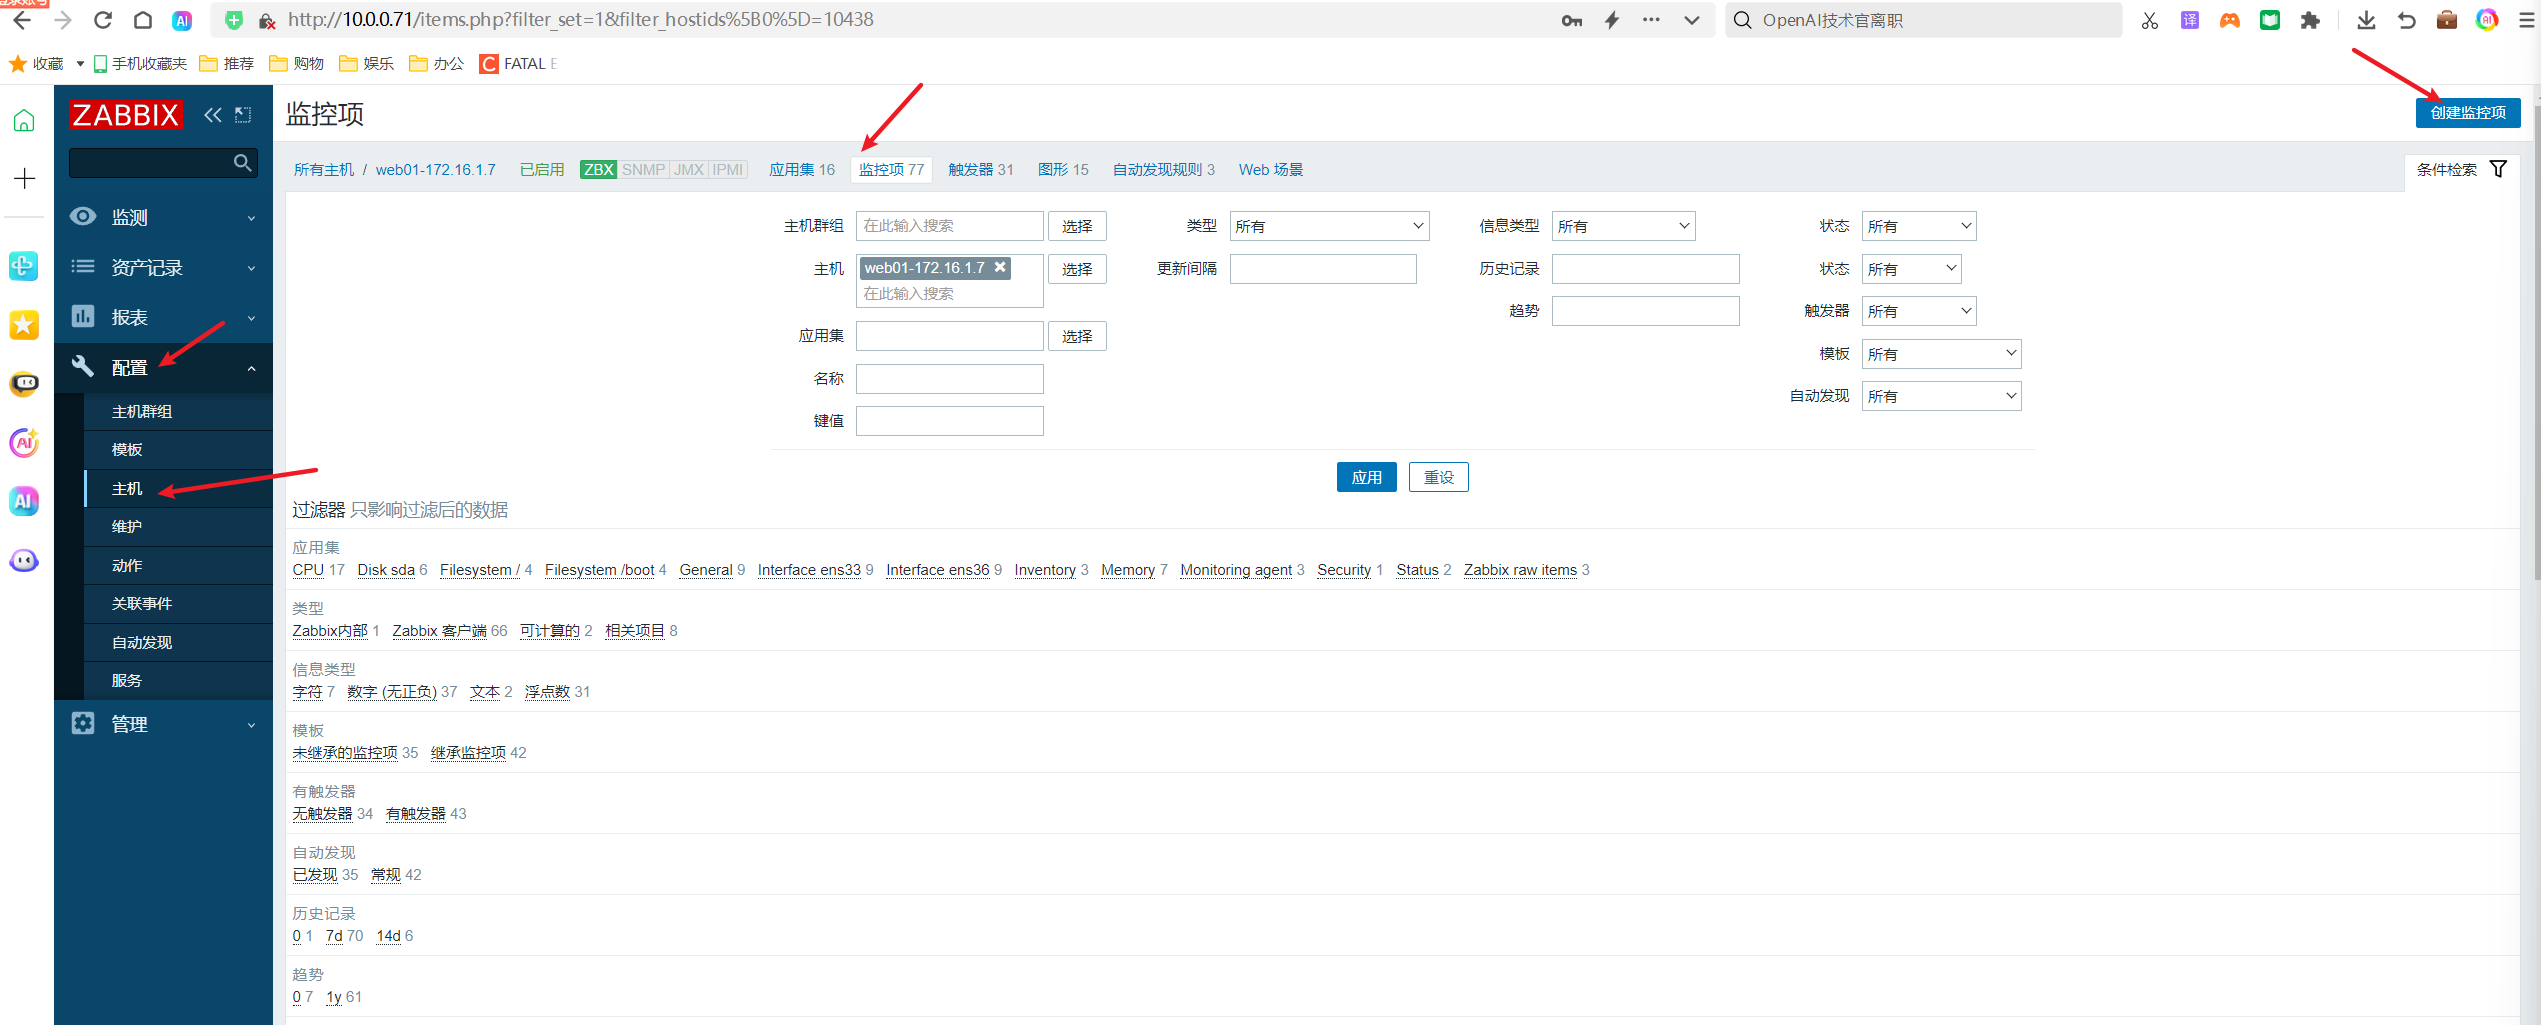 http://10.0.0.71/items.php?filter_set=1&filter_hostids%5B0%5D=10438
OpenAI技术官离职
收藏 手机收藏夹 推荐 购物 娱乐 办公 FATAL E
ZABBIX
监控项
创建监控项
所有主机 / web01-172.16.1.7 已启用 ZBX SNMP JMX IPMI 应用集 16 监控项 77 触发器 31 图形 15 自动发现规则 3 Web 场景
条件检索
监测
资产记录
报表
配置
主机群组
模板
主机
维护
动作
关联事件
自动发现
服务
管理
主机群组 在此输入搜索 选择 类型 所有 信息类型 所有 状态 所有
主机 web01-172.16.1.7 选择 更新间隔 历史记录 状态 所有
在此输入搜索
趋势 触发器 所有
应用集 选择
模板 所有
名称
自动发现 所有
键值
应用 重设
过滤器 只影响过滤后的数据
应用集
CPU 17 Disk sda 6 Filesystem / 4 Filesystem /boot 4 General 9 Interface ens33 9 Interface ens36 9 Inventory 3 Memory 7 Monitoring agent 3 Security 1 Status 2 Zabbix raw items 3
类型
Zabbix内部 1 Zabbix 客户端 66 可计算的 2 相关项目 8
信息类型
字符 7 数字 (无正负) 37 文本 2 浮点数 31
模板
未继承的监控项 35 继承监控项 42
有触发器
无触发器 34 有触发器 43
自动发现
已发现 35 常规 42
历史记录
0 1 7d 70 14d 6
趋势
0 7 1y 61